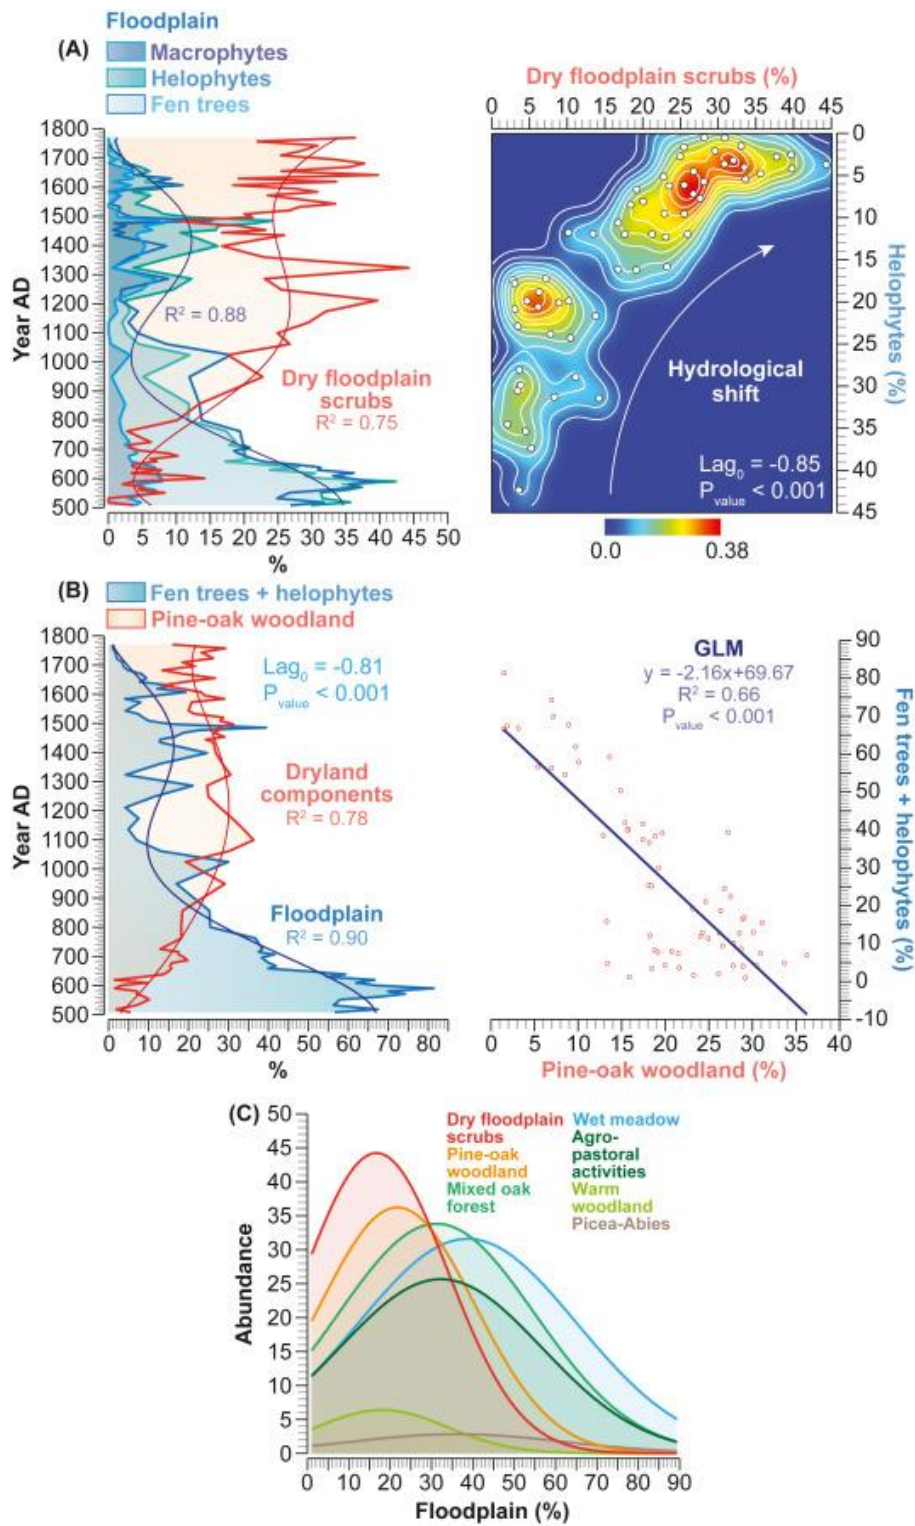 (A)
Floodplain
Macrophytes
Helophytes
Fen trees
1800
1700
1600
1500
1400
1300
1200
1100
1000
900
800
700
600
500
Year AD
R² = 0.88
Dry floodplain
scrubs
R² = 0.75
0 5 10 15 20 25 30 35 40 45 50
%
Dry floodplain scrubs (%)
0 5 10 15 20 25 30 35 40 45
0
5
10
15
20
25
30
35
40
45
Helophytes (%)
Hydrological
shift
Lag₀ = -0.85
Pvalue < 0.001
0.0 0.38
(B)
Fen trees + helophytes
Pine-oak woodland
1800
1700
1600
1500
1400
1300
1200
1100
1000
900
800
700
600
500
Year AD
Lag₀ = -0.81
Pvalue < 0.001
Dryland
components
R² = 0.78
Floodplain
R² = 0.90
0 10 20 30 40 50 60 70 80
%
GLM
y = -2.16x+69.67
R² = 0.66
Pvalue < 0.001
90
80
70
60
50
40
30
20
10
0
-10
Fen trees + helophytes (%)
0 5 10 15 20 25 30 35 40
Pine-oak woodland (%)
(C)
50
45
40
35
30
25
20
15
10
5
0
Abundance
Dry floodplain
scrubs
Pine-oak
woodland
Mixed oak
forest
Wet meadow
Agro-
pastoral
activities
Warm
woodland
Picea-Abies
0 10 20 30 40 50 60 70 80 90
Floodplain (%)